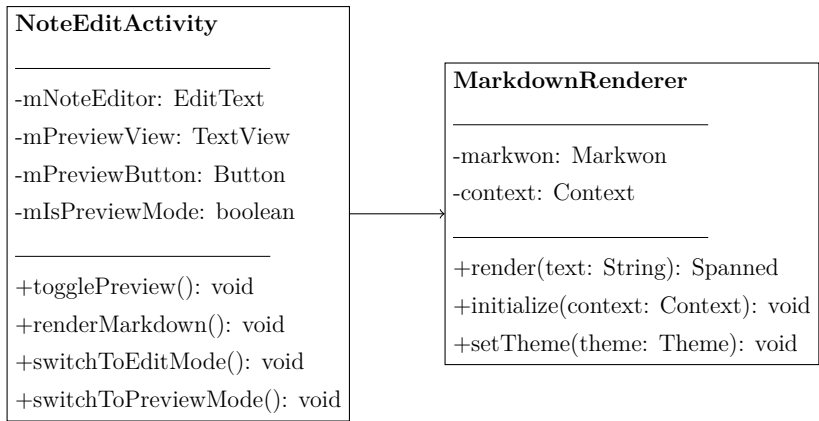 NoteEditActivity
-mNoteEditor: EditText
-mPreviewView: TextView
-mPreviewButton: Button
-mIsPreviewMode: boolean
+togglePreview(): void
+renderMarkdown(): void
+switchToEditMode(): void
+switchToPreviewMode(): void
MarkdownRenderer
-markwon: Markwon
-context: Context
+render(text: String): Spanned
+initialize(context: Context): void
+setTheme(theme: Theme): void